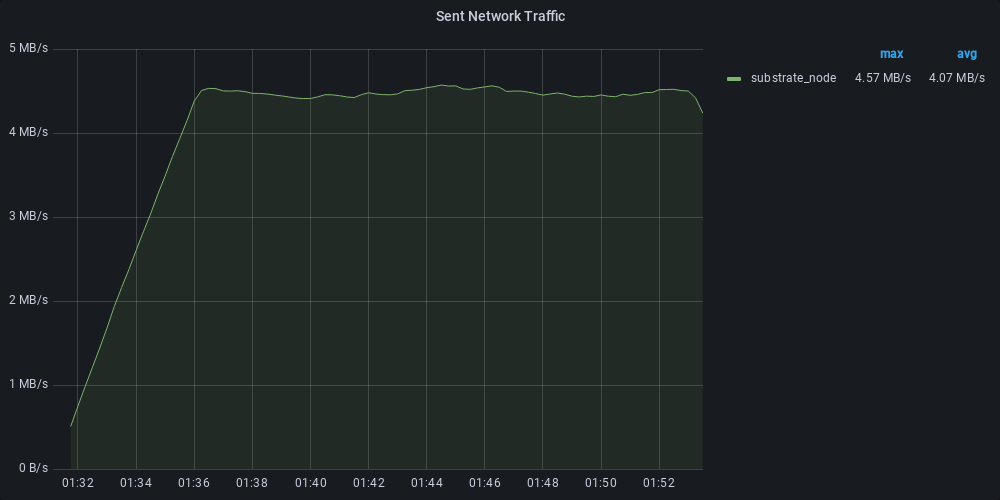 Sent Network Traffic
5 MB/s
4 MB/s
3 MB/s
2 MB/s
1 MB/s
0 B/s
01:32 01:34 01:36 01:38 01:40 01:42 01:44 01:46 01:48 01:50 01:52
max avg
substrate_node 4.57 MB/s 4.07 MB/s